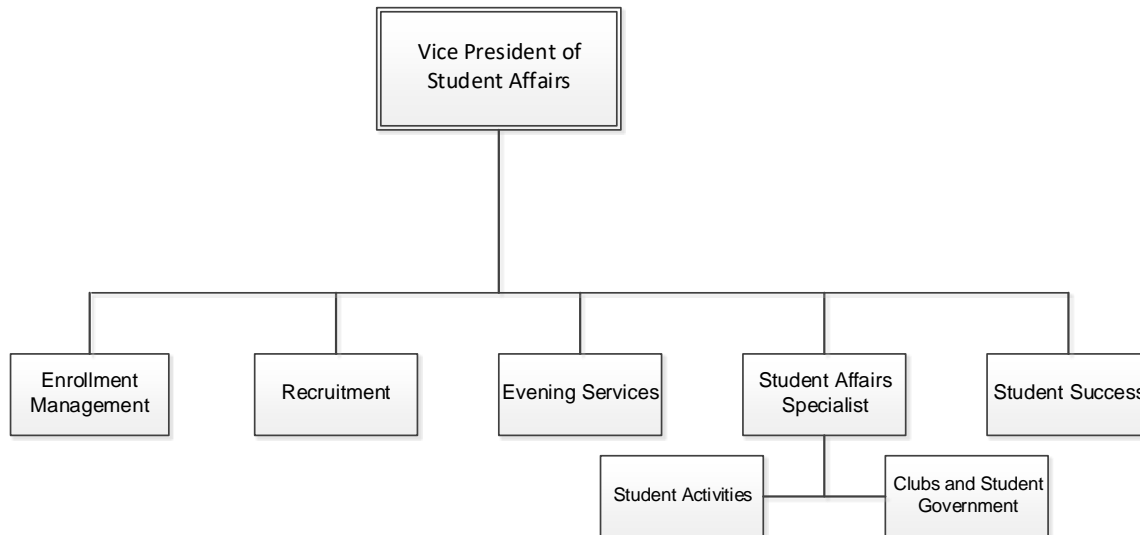 Vice President of
Student Affairs
Enrollment
Management
Recruitment
Evening Services
Student Affairs
Specialist
Student Success
Student Activities
Clubs and Student
Government